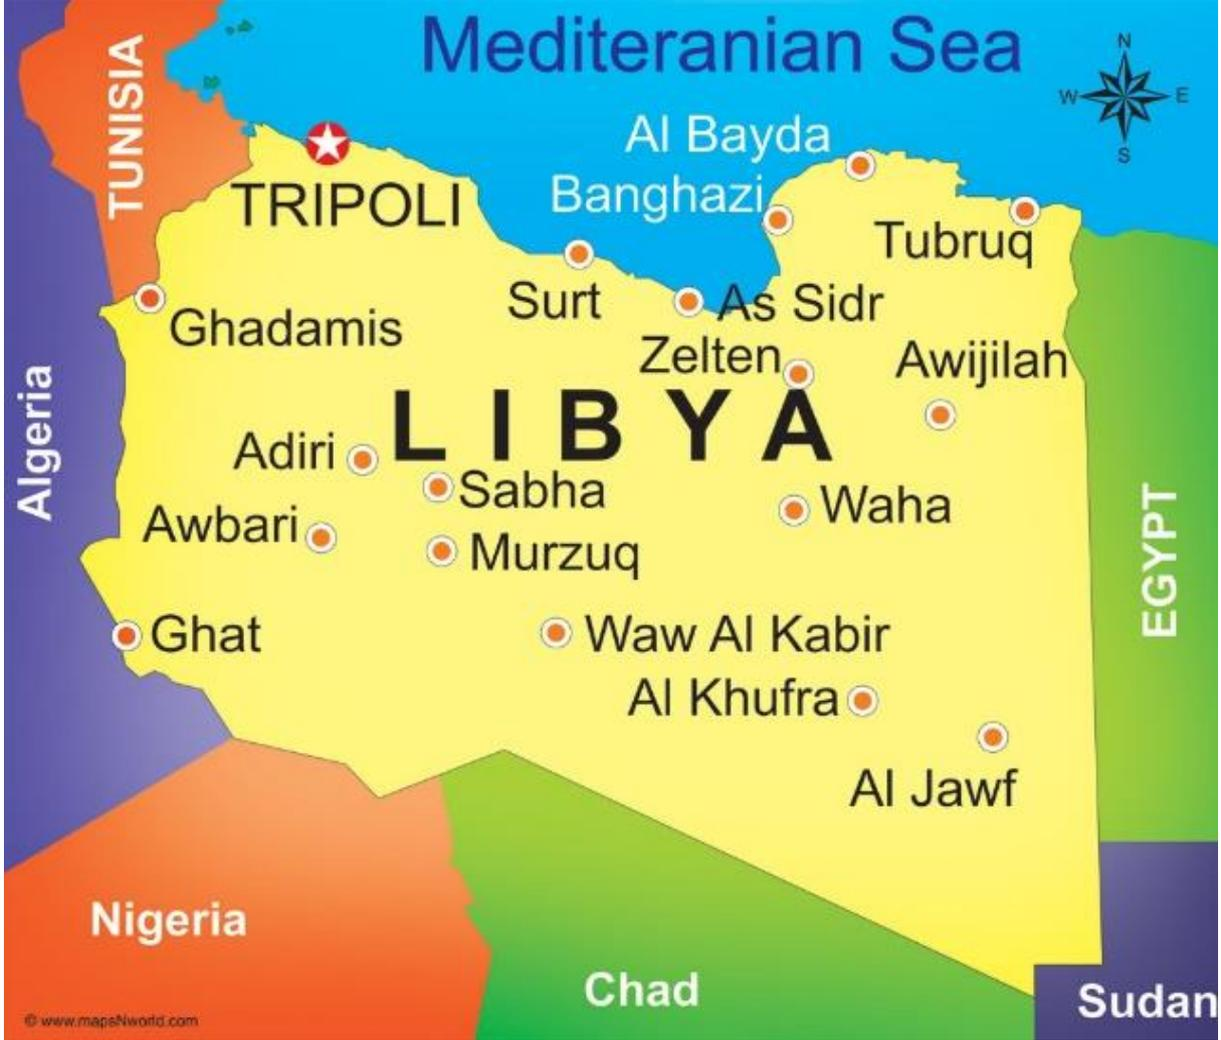 Mediteranian Sea
N
W
E
S
TUNISIA
Al Bayda
Banghazi
TRIPOLI
Tubruq
Surt
As Sidr
Ghadamis
Zelten
Awijilah
LIBYA
Algeria
Adiri
Sabha
Waha
Awbari
Murzuq
EGYPT
Ghat
Waw Al Kabir
Al Khufra
Al Jawf
Nigeria
Chad
Sudan
© www.mapsNworld.com